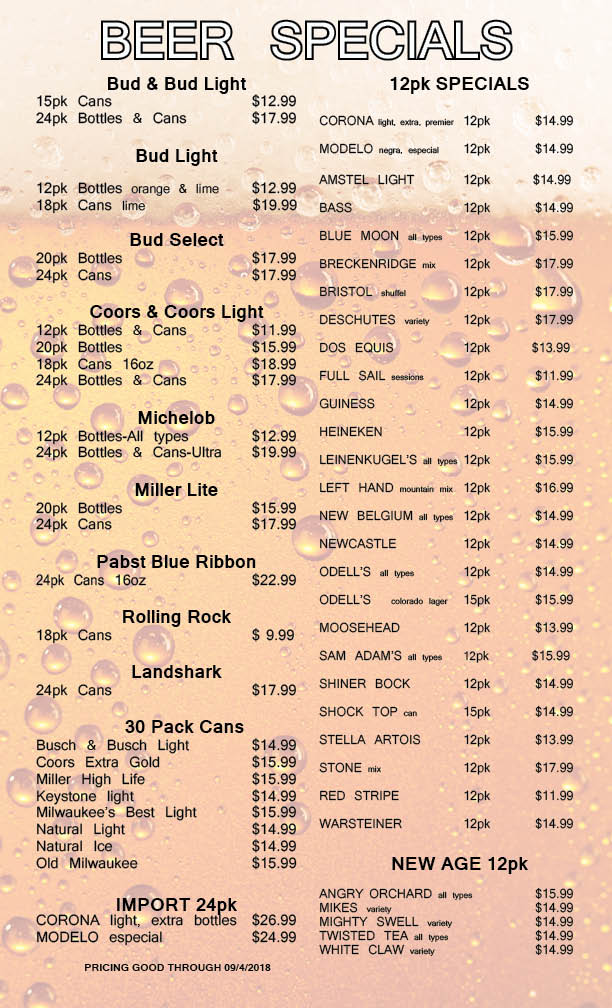 BEER SPECIALS
Bud & Bud Light
15pk Cans $12.99
24pk Bottles & Cans $17.99
Bud Light
12pk Bottles orange & lime $12.99
18pk Cans lime $19.99
Bud Select
20pk Bottles $17.99
24pk Cans $17.99
Coors & Coors Light
12pk Bottles & Cans $11.99
20pk Bottles $15.99
18pk Cans 16oz $18.99
24pk Bottles & Cans $17.99
Michelob
12pk Bottles-All types $12.99
24pk Bottles & Cans-Ultra $19.99
Miller Lite
20pk Bottles $15.99
24pk Cans $17.99
Pabst Blue Ribbon
24pk Cans 16oz $22.99
Rolling Rock
18pk Cans $ 9.99
Landshark
24pk Cans $17.99
30 Pack Cans
Busch & Busch Light $14.99
Coors Extra Gold $15.99
Miller High Life $15.99
Keystone light $14.99
Milwaukee's Best Light $15.99
Natural Light $14.99
Natural Ice $14.99
Old Milwaukee $15.99
IMPORT 24pk
CORONA light, extra bottles $26.99
MODELO especial $24.99
PRICING GOOD THROUGH 09/4/2018
12pk SPECIALS
CORONA light, extra, premier 12pk $14.99
MODELO negra, especial 12pk $14.99
AMSTEL LIGHT 12pk $14.99
BASS 12pk $14.99
BLUE MOON all types 12pk $15.99
BRECKENRIDGE mix 12pk $17.99
BRISTOL shuffel 12pk $17.99
DESCHUTES variety 12pk $17.99
DOS EQUIS 12pk $13.99
FULL SAIL sessions 12pk $11.99
GUINESS 12pk $14.99
HEINEKEN 12pk $15.99
LEINENKUGEL'S all types 12pk $15.99
LEFT HAND mountain mix 12pk $16.99
NEW BELGIUM all types 12pk $14.99
NEWCASTLE 12pk $14.99
ODELL'S all types 12pk $14.99
ODELL'S colorado lager 15pk $15.99
MOOSEHEAD 12pk $13.99
SAM ADAM'S all types 12pk $15.99
SHINER BOCK 12pk $14.99
SHOCK TOP can 15pk $14.99
STELLA ARTOIS 12pk $13.99
STONE mix 12pk $17.99
RED STRIPE 12pk $11.99
WARSTEINER 12pk $14.99
NEW AGE 12pk
ANGRY ORCHARD all types $15.99
MIKES variety $14.99
MIGHTY SWELL variety $14.99
TWISTED TEA all types $14.99
WHITE CLAW variety $14.99